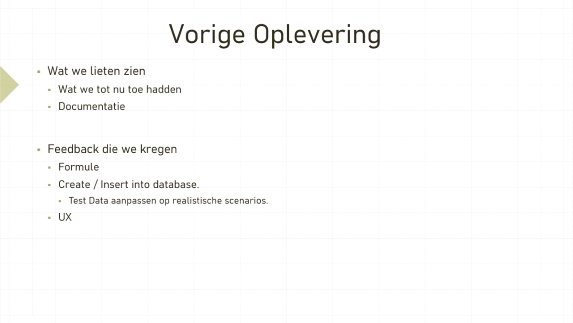 Vorige Oplevering
Wat we lieten zien
Wat we tot nu toe hadden
Documentatie
Feedback die we kregen
Formule
Create / Insert into database.
Test Data aanpassen op realistische scenarios.
UX